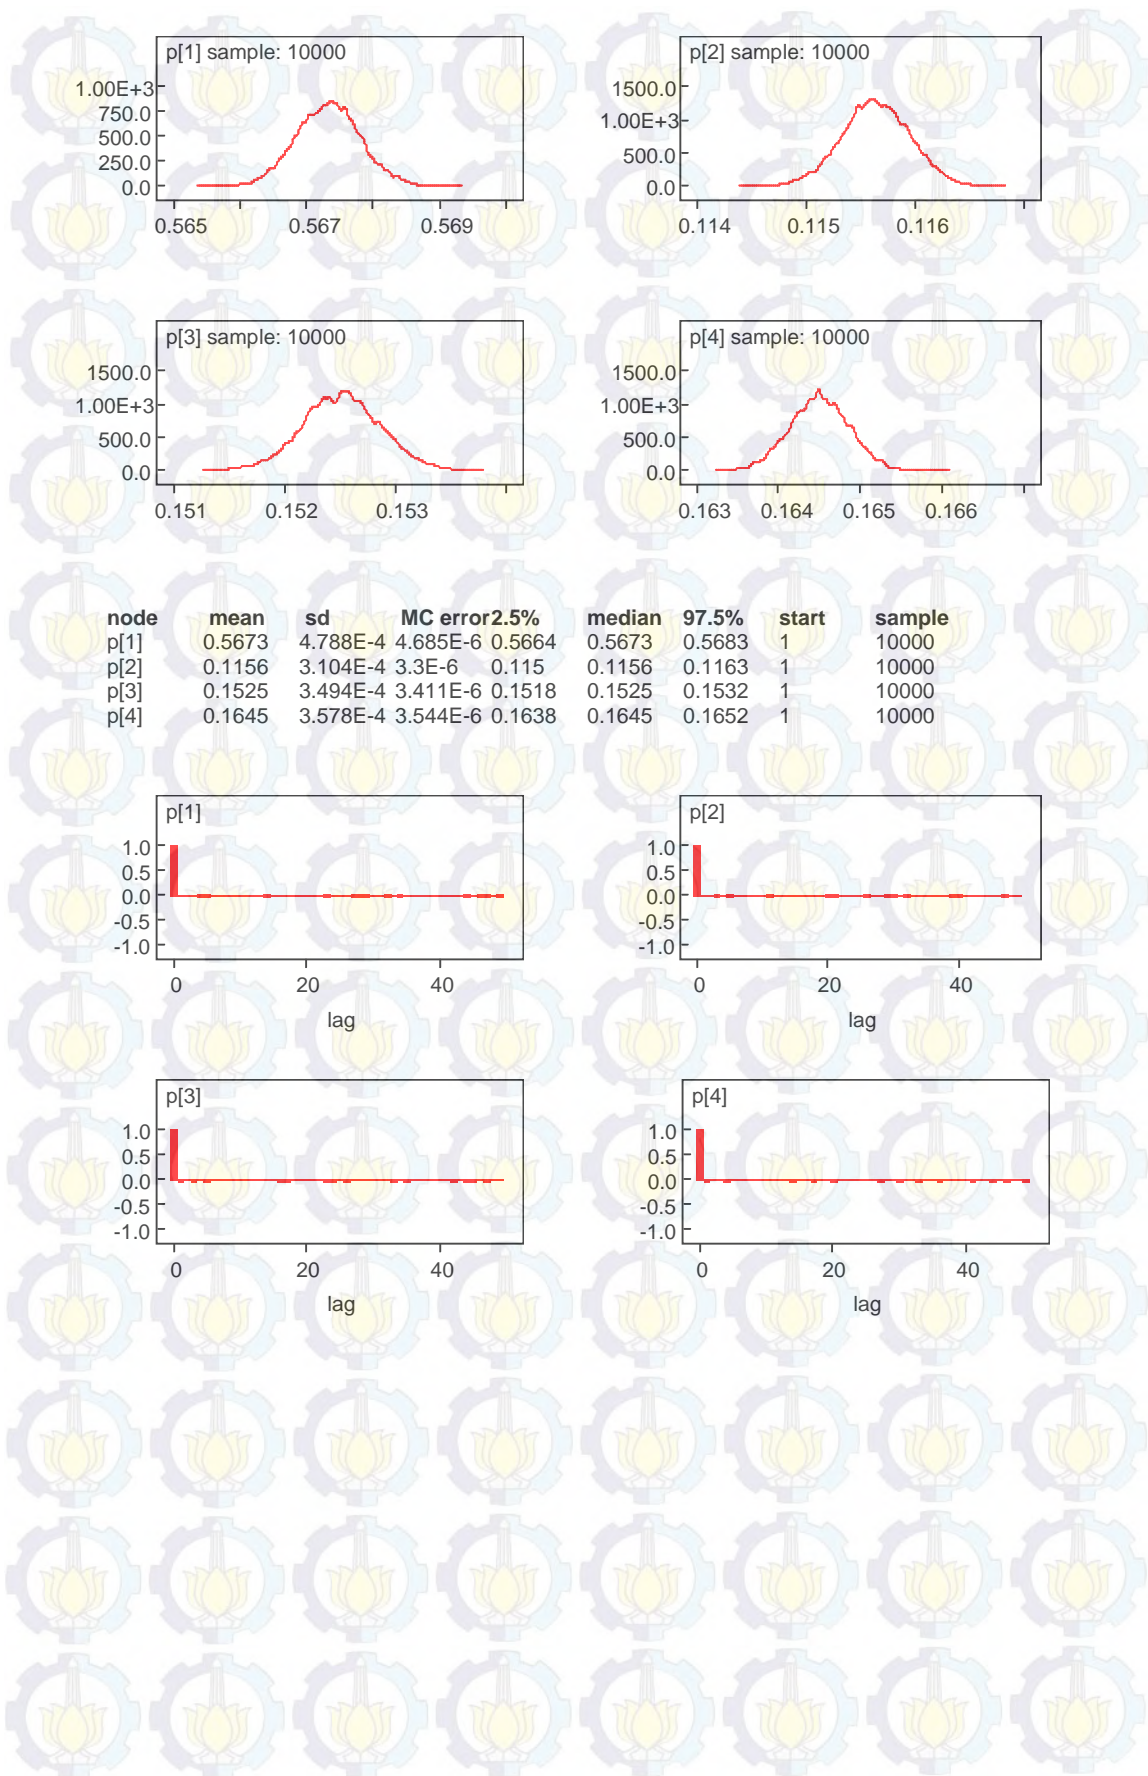 p[1] sample: 10000
1.00E+3
750.0
500.0
250.0
0.0
0.565 0.567 0.569
p[2] sample: 10000
1500.0
1.00E+3
500.0
0.0
0.114 0.115 0.116
p[3] sample: 10000
1500.0
1.00E+3
500.0
0.0
0.151 0.152 0.153
p[4] sample: 10000
1500.0
1.00E+3
500.0
0.0
0.163 0.164 0.165 0.166
node mean sd MC error 2.5% median 97.5% start sample
p[1] 0.5673 4.788E-4 4.685E-6 0.5664 0.5673 0.5683 1 10000
p[2] 0.1156 3.104E-4 3.3E-6 0.115 0.1156 0.1163 1 10000
p[3] 0.1525 3.494E-4 3.411E-6 0.1518 0.1525 0.1532 1 10000
p[4] 0.1645 3.578E-4 3.544E-6 0.1638 0.1645 0.1652 1 10000
p[1]
1.0
0.5
0.0
-0.5
-1.0
0 20 40
lag
p[2]
1.0
0.5
0.0
-0.5
-1.0
0 20 40
lag
p[3]
1.0
0.5
0.0
-0.5
-1.0
0 20 40
lag
p[4]
1.0
0.5
0.0
-0.5
-1.0
0 20 40
lag